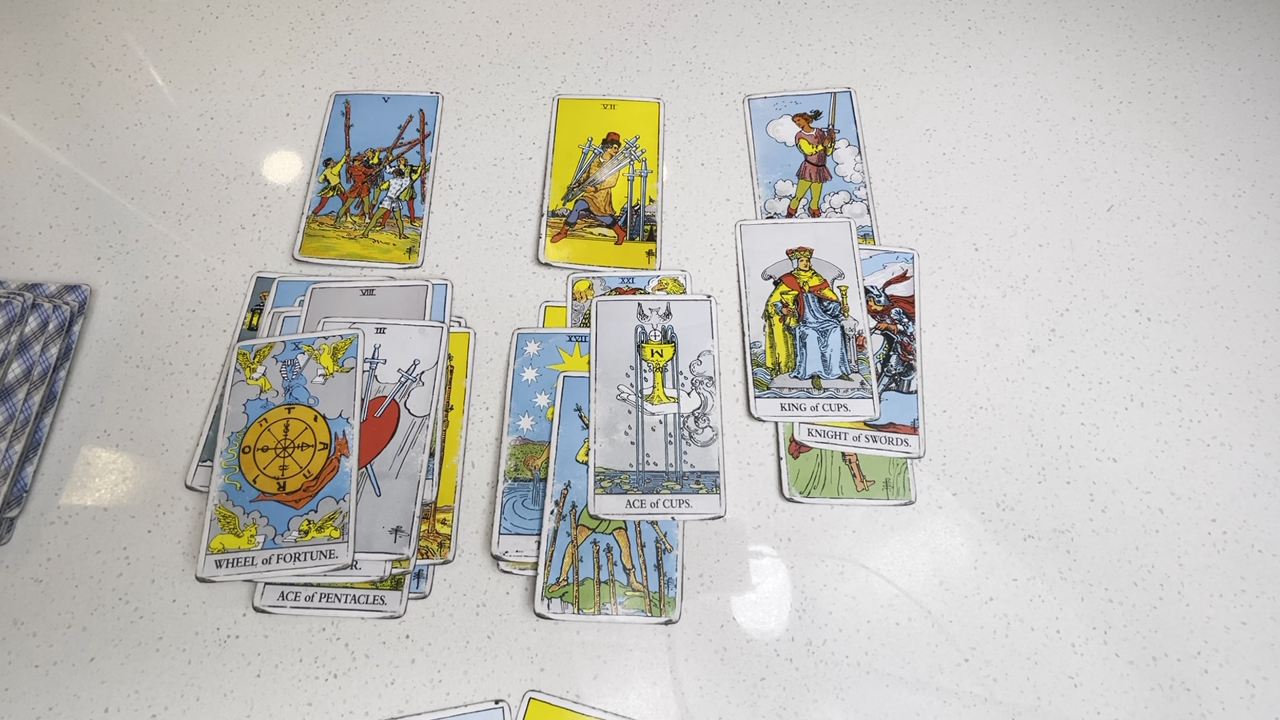 V
VII
VIII
XXI
III
X
XVII
KING of CUPS.
KNIGHT of SWORDS.
ACE of CUPS.
WHEEL of FORTUNE.
R.
ACE of PENTACLES.